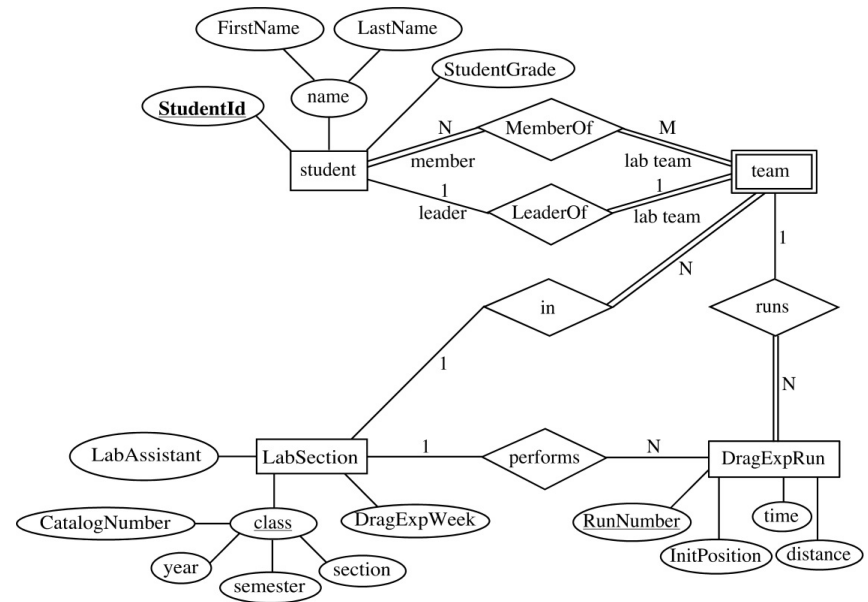 FirstName
LastName
StudentGrade
name
StudentId
N
MemberOf
M
student
member
lab team
team
1
1
leader
LeaderOf
lab team
1
N
in
runs
1
N
LabAssistant
LabSection
1
performs
N
DragExpRun
CatalogNumber
class
DragExpWeek
RunNumber
time
year
section
InitPosition
distance
semester